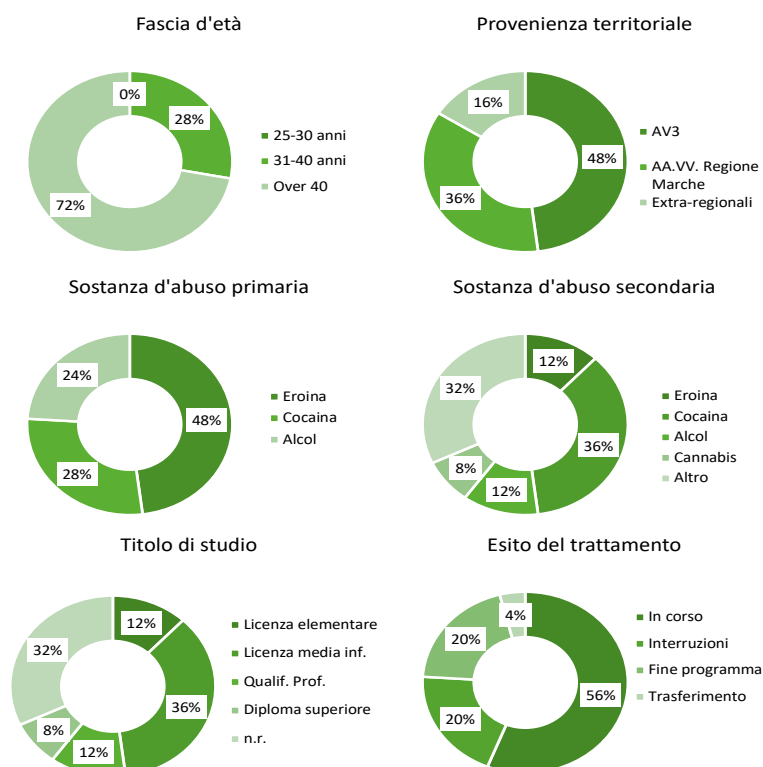 Fascia d'età
0%
28%
72%
25-30 anni
31-40 anni
Over 40
Provenienza territoriale
16%
48%
36%
AV3
AA.VV. Regione
Marche
Extra-regionali
Sostanza d'abuso primaria
24%
48%
28%
Eroina
Cocaina
Alcol
Sostanza d'abuso secondaria
12%
32%
36%
8%
12%
Eroina
Cocaina
Alcol
Cannabis
Altro
Titolo di studio
12%
32%
36%
8%
12%
Licenza elementare
Licenza media inf.
Qualif. Prof.
Diploma superiore
n.r.
Esito del trattamento
4%
20%
56%
20%
In corso
Interruzioni
Fine programma
Trasferimento